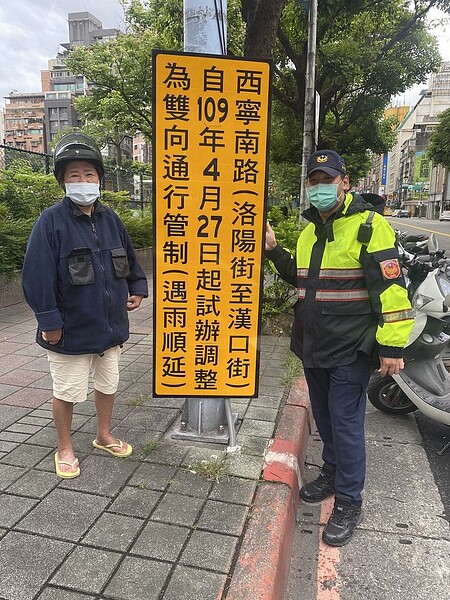 西寧南路(洛陽街至漢口街)
自109年4月27日起試辦調整
為雙向通行管制(遇雨順延)